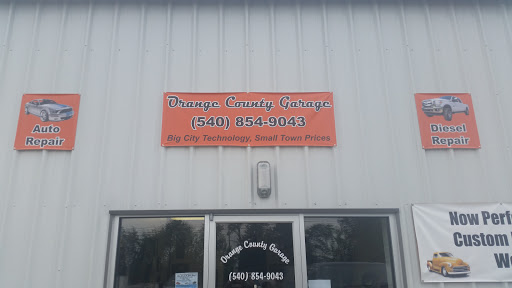 Orange County Garage
(540) 854-9043
Big City Technology, Small Town Prices
Auto
Repair
Diesel
Repair
Now Perf
Custom
W
Orange County Garage
(540) 854-9043